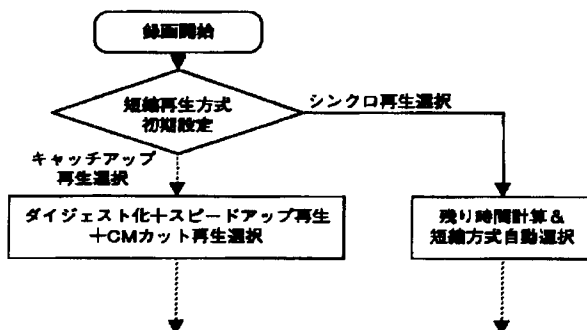 録画開始
短縮再生方式
初期設定
シンクロ再生選択
キャッチアップ
再生選択
ダイジェスト化＋スピードアップ再生
＋CMカット再生選択
残り時間計算&
短縮方式自動選択